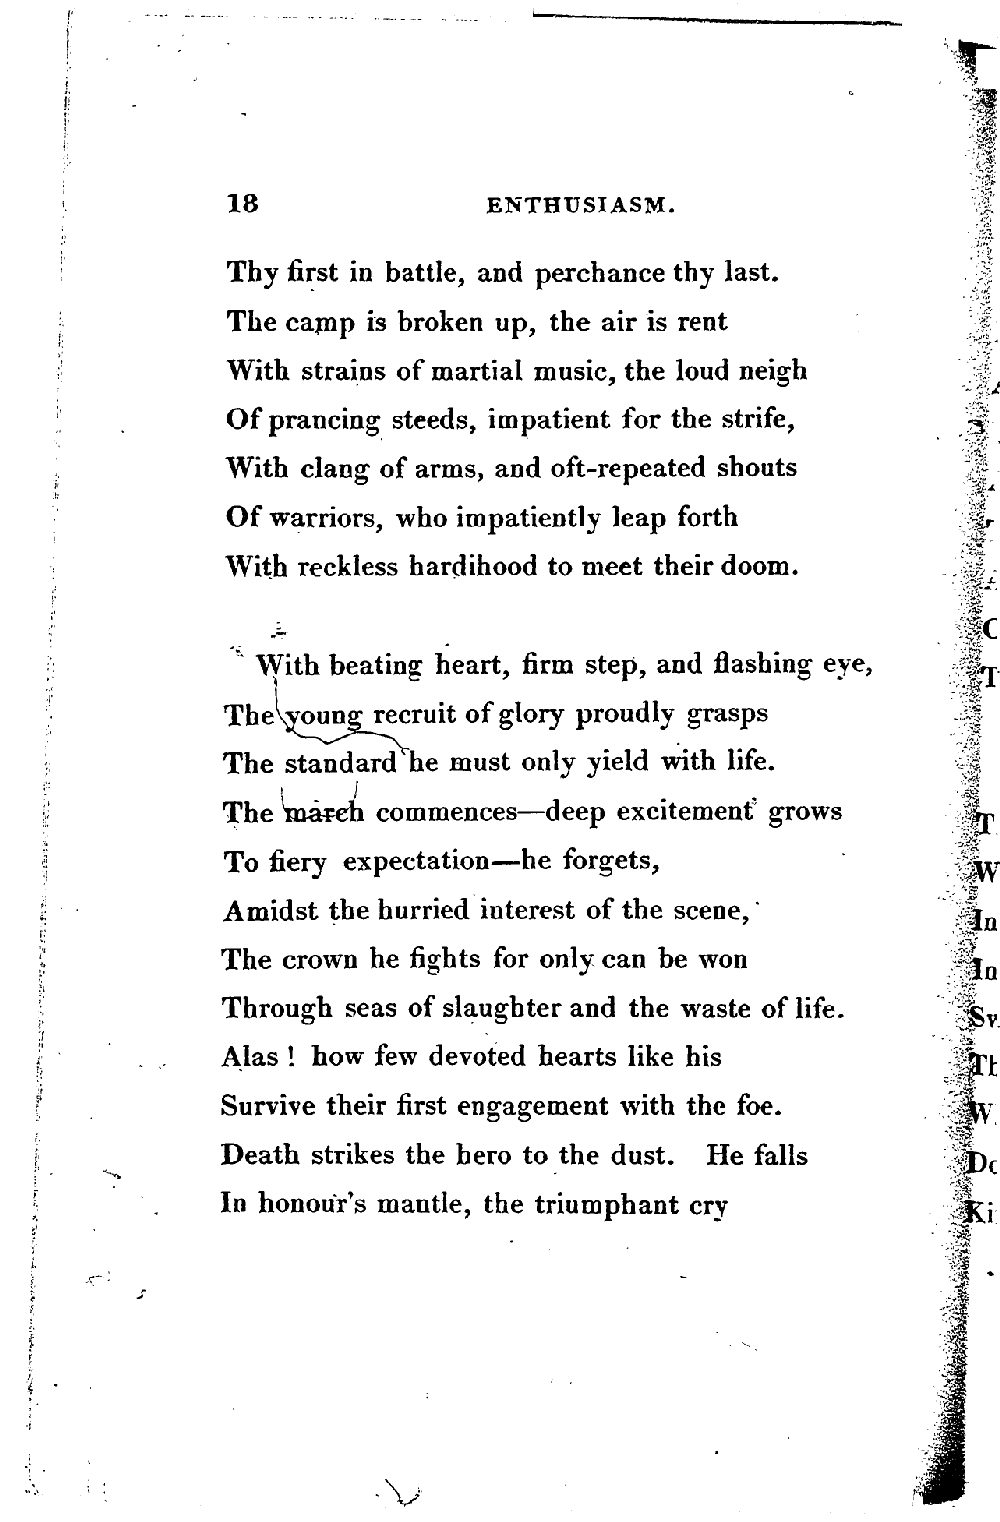 18 ENTHUSIASM.
Thy first in battle, and perchance thy last.
The camp is broken up, the air is rent
With strains of martial music, the loud neigh
Of prancing steeds, impatient for the strife,
With clang of arms, and oft-repeated shouts
Of warriors, who impatiently leap forth
With reckless hardihood to meet their doom.
With beating heart, firm step, and flashing eye,
The young recruit of glory proudly grasps
The standard he must only yield with life.
The march commences—deep excitement grows
To fiery expectation—he forgets,
Amidst the hurried interest of the scene,
The crown he fights for only can be won
Through seas of slaughter and the waste of life.
Alas ! how few devoted hearts like his
Survive their first engagement with the foe.
Death strikes the hero to the dust. He falls
In honour's mantle, the triumphant cry